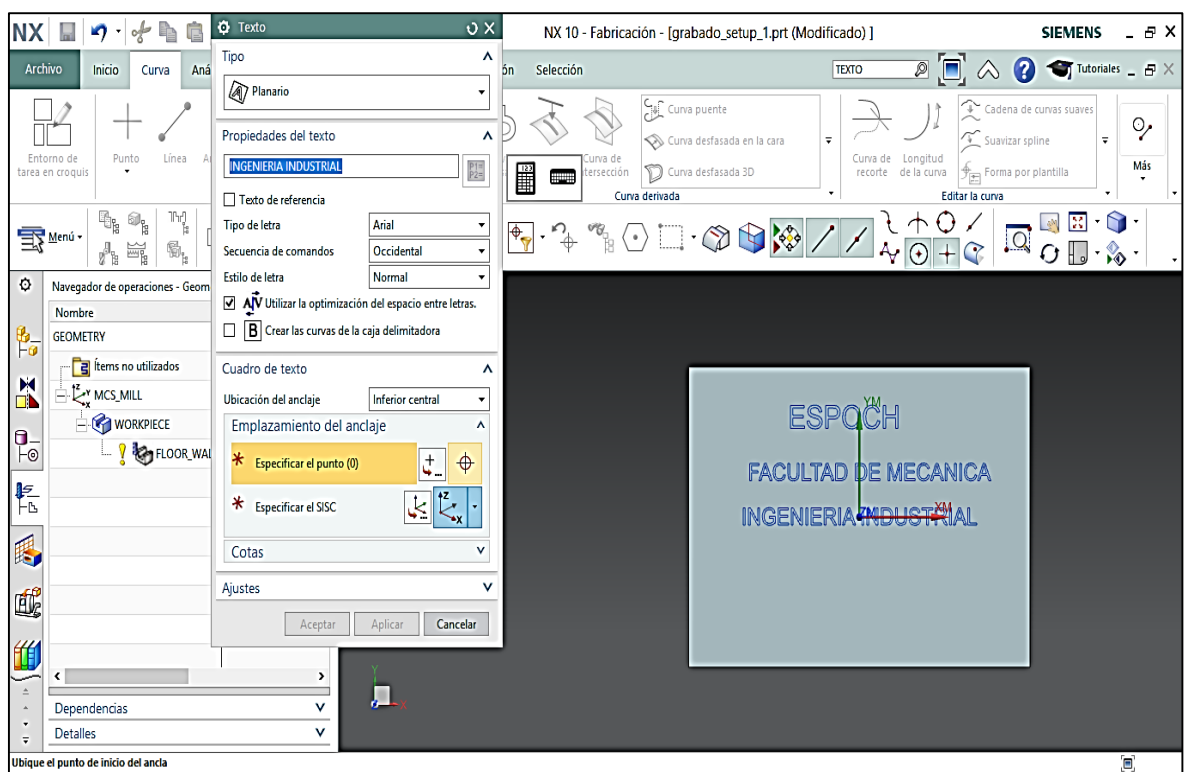 NX
Texto
NX 10 - Fabricación - [grabado_setup_1.prt (Modificado) ]
SIEMENS
Archivo
Inicio
Curva
Aná
ón
Selección
TEXTO
Tutoriales
Entorno de
tarea en croquis
Punto
Línea
Curva de
tersección
Curva puente
Curva desfasada en la cara
Curva desfasada 3D
Curva derivada
Curva de
recorte
Longitud
de la curva
Cadena de curvas suaves
Suavizar spline
Forma por plantilla
Editar la curva
Más
Menú
Tipo
Planario
Propiedades del texto
INGENIERIA INDUSTRIAL
Texto de referencia
Tipo de letra
Arial
Secuencia de comandos
Occidental
Estilo de letra
Normal
Utilizar la optimización del espacio entre letras.
B Crear las curvas de la caja delimitadora
Cuadro de texto
Ubicación del anclaje
Inferior central
Emplazamiento del anclaje
* Especificar el punto (0)
* Especificar el SISC
Cotas
Ajustes
Aceptar
Aplicar
Cancelar
Navegador de operaciones - Geom
Nombre
GEOMETRY
Ítems no utilizados
MCS_MILL
WORKPIECE
FLOOR_WAL
Dependencias
Detalles
ESPOCH
YM
FACULTAD DE MECANICA
INGENIERIA INDUSTRIAL
ZM
XM
Y
X
Ubique el punto de inicio del ancla